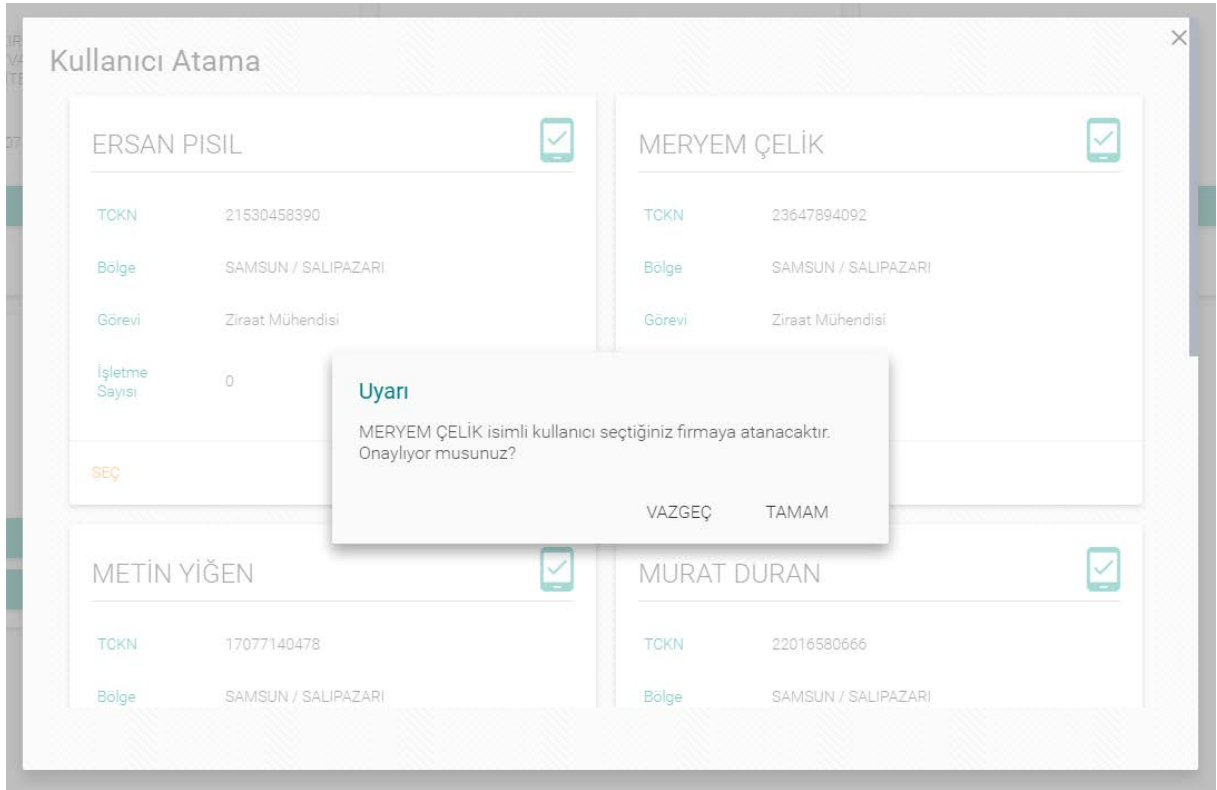 Kullanıcı Atama
ERSAN PISIL
TCKN 21530458390
Bölge SAMSUN / SALIPAZARI
Görevi Ziraat Mühendisi
İşletme
Sayısı 0
SEÇ
MERYEM ÇELİK
TCKN 23647894092
Bölge SAMSUN / SALIPAZARI
Görevi Ziraat Mühendisi
Uyarı
MERYEM ÇELİK isimli kullanıcı seçtiğiniz firmaya atanacaktır.
Onaylıyor musunuz?
VAZGEÇ TAMAM
METİN YİĞEN
TCKN 17077140478
Bölge SAMSUN / SALIPAZARI
MURAT DURAN
TCKN 22016580666
Bölge SAMSUN / SALIPAZARI